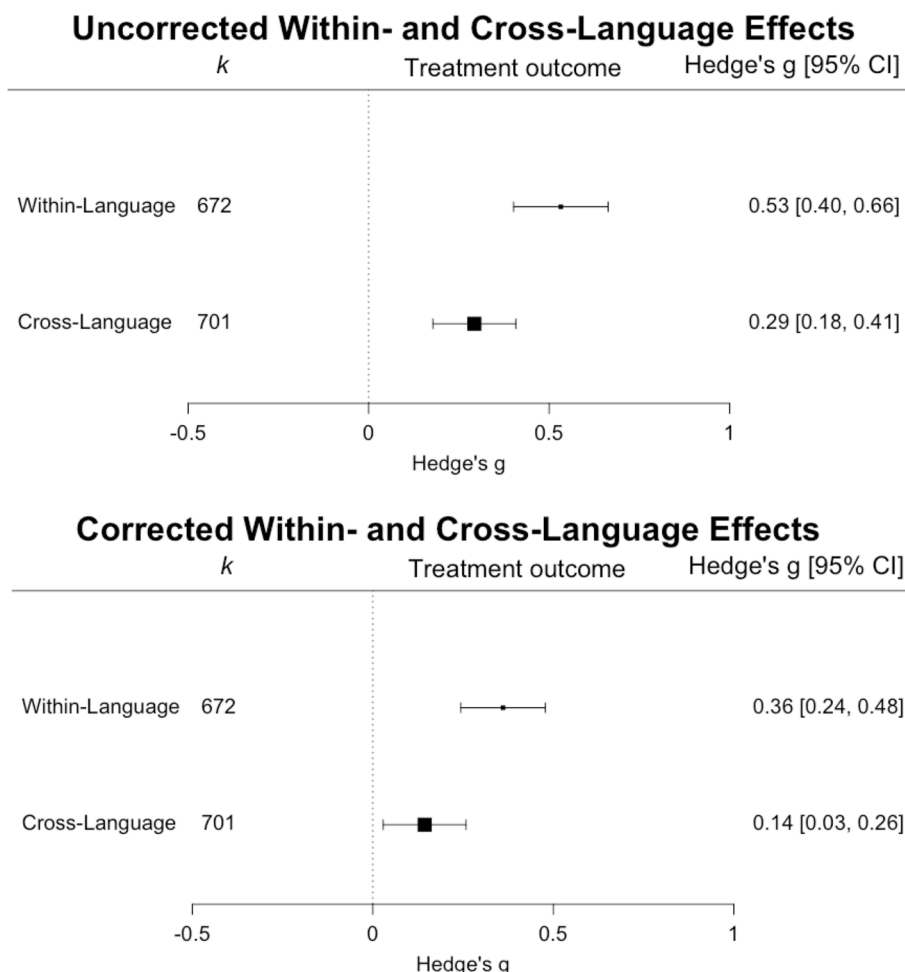 Uncorrected Within- and Cross-Language Effects
k Treatment outcome Hedge's g [95% CI]
Within-Language 672 0.53 [0.40, 0.66]
Cross-Language 701 0.29 [0.18, 0.41]
-0.5 0 0.5 1
Hedge's g
Corrected Within- and Cross-Language Effects
k Treatment outcome Hedge's g [95% CI]
Within-Language 672 0.36 [0.24, 0.48]
Cross-Language 701 0.14 [0.03, 0.26]
-0.5 0 0.5 1
Hedge's g